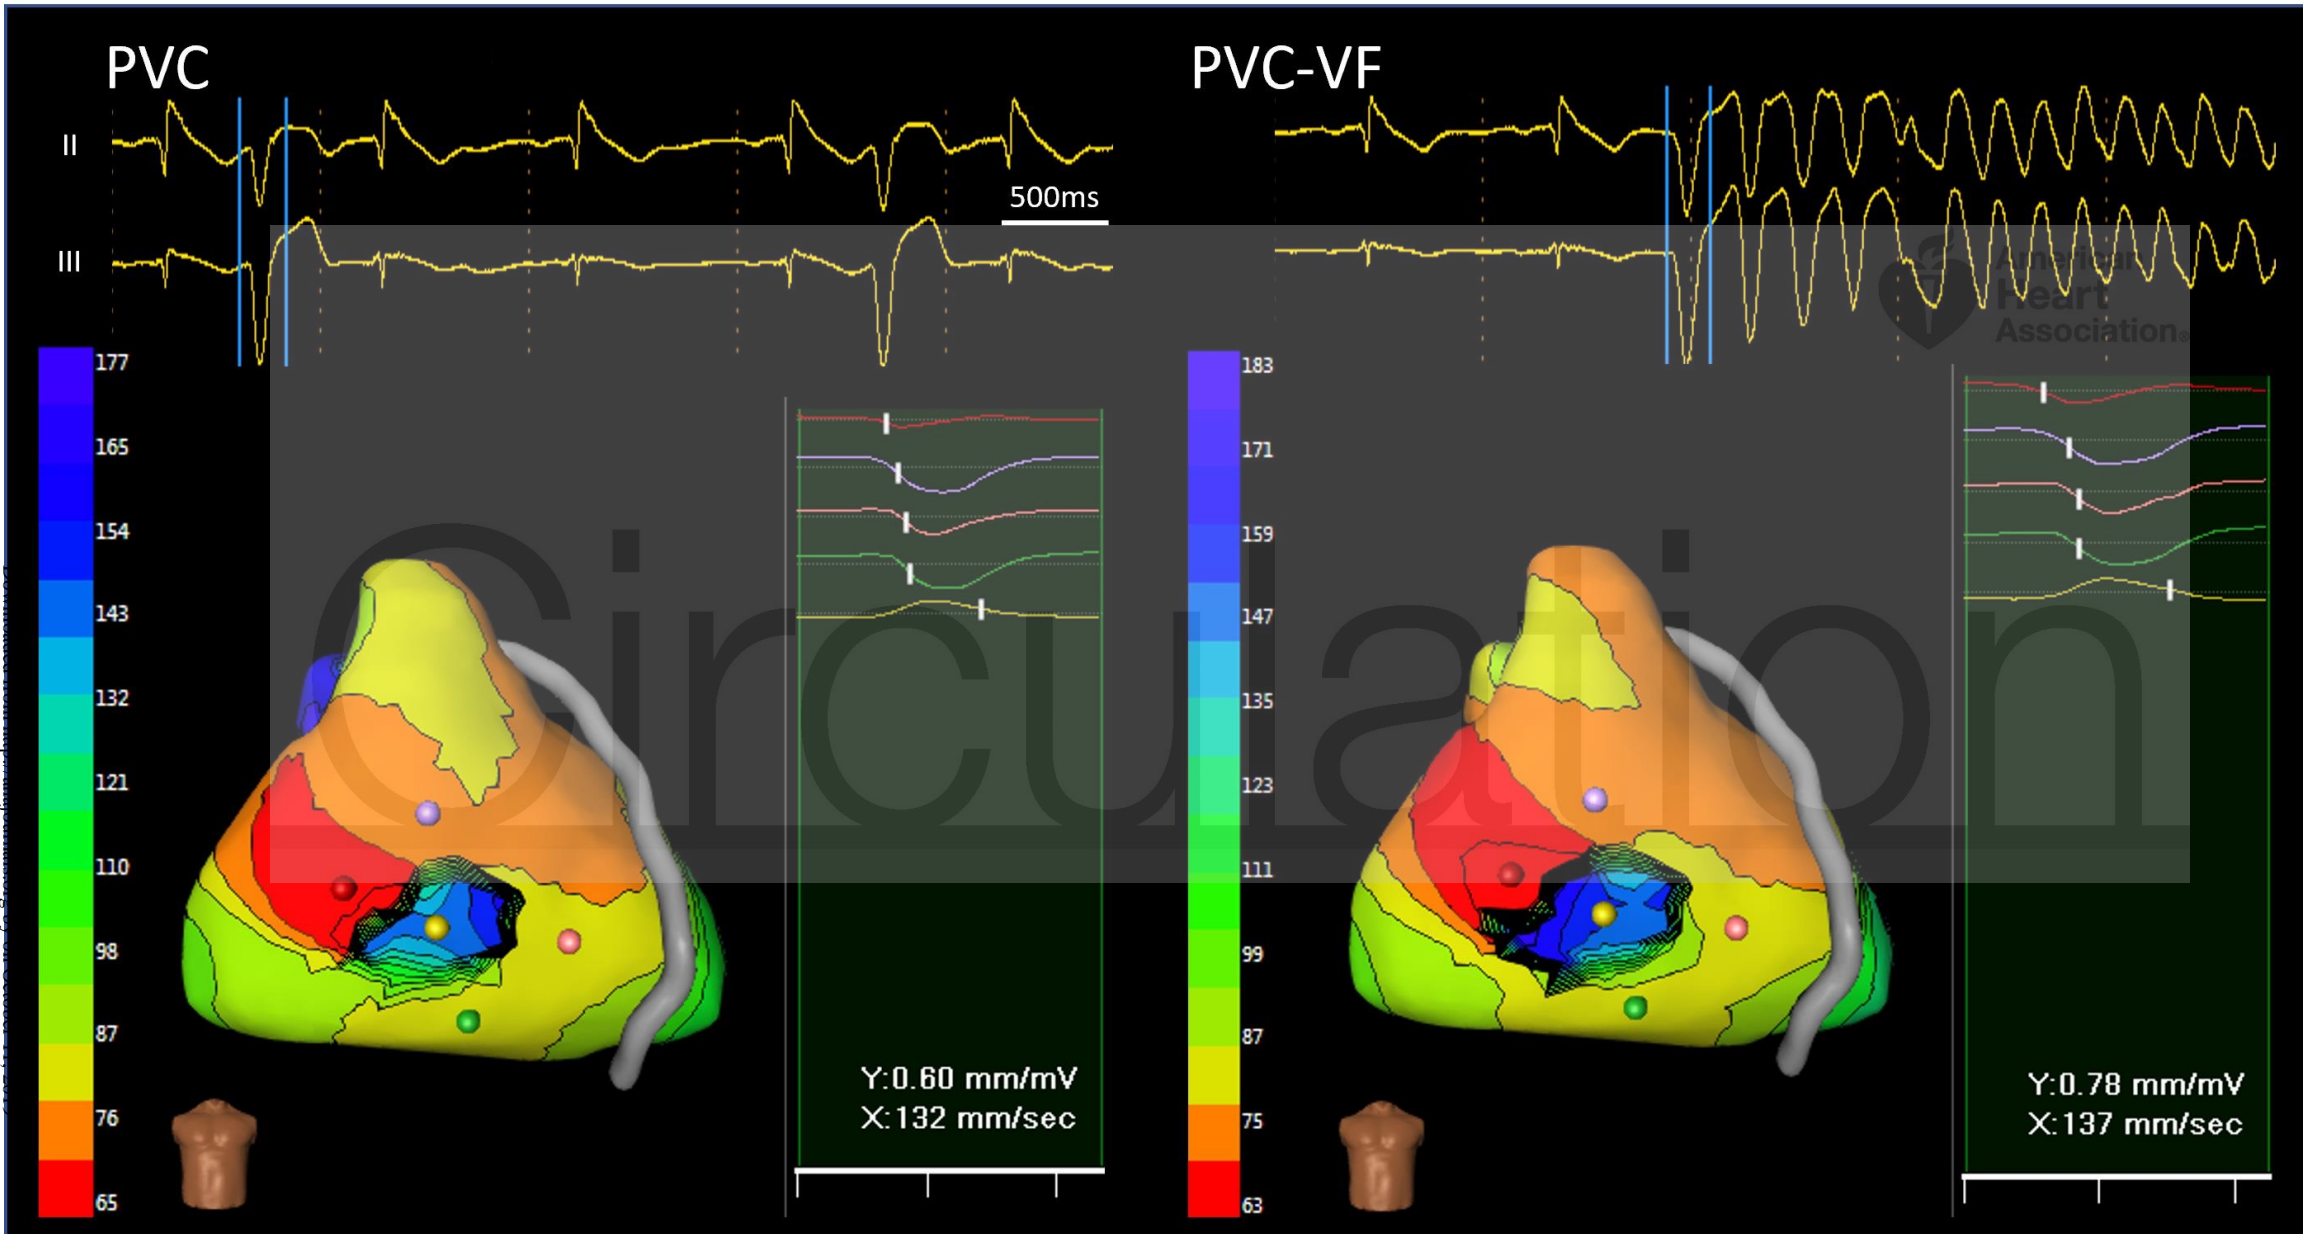 PVC
PVC-VF
II
III
500ms
American
Heart
Association®
Circulation
177
165
154
143
132
121
110
98
87
76
65
Y:0.60 mm/mV
X:132 mm/sec
183
171
159
147
135
123
111
99
87
75
63
Y:0.78 mm/mV
X:137 mm/sec